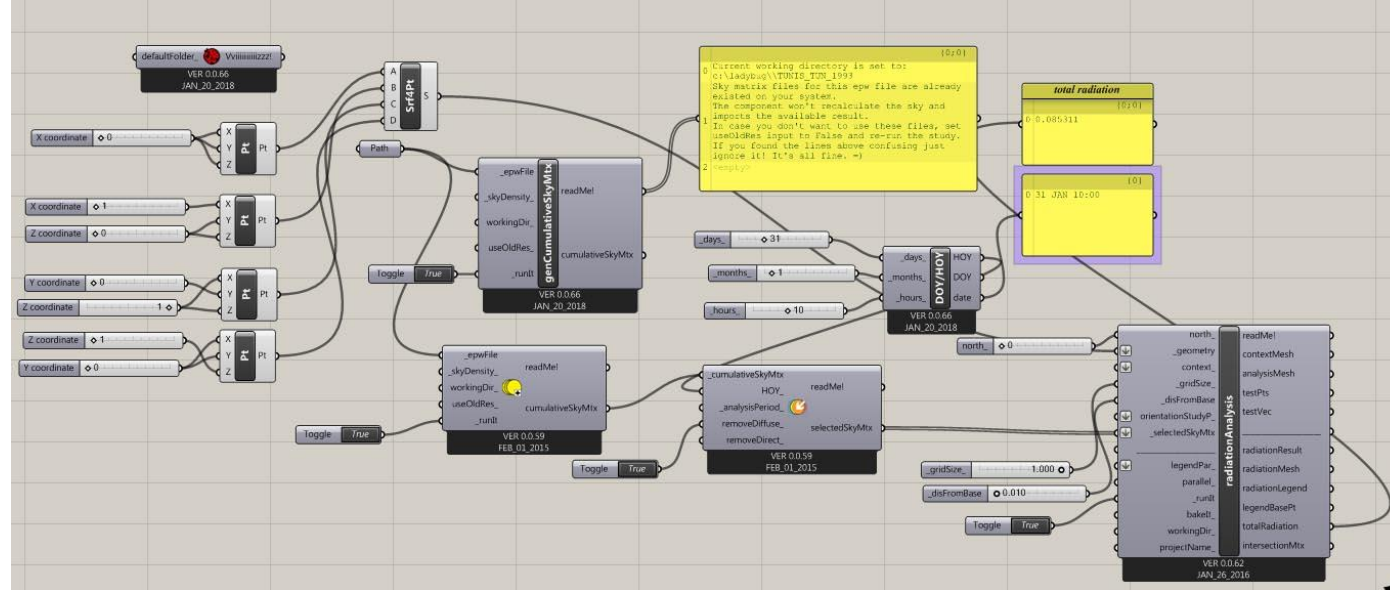 defaultFolder_ Vviiiiiiiiizzz!
VER 0.0.66
JAN_20_2018
X coordinate ◇0
X
Y
Z
Pt
Pt
X coordinate ◇1
Z coordinate ◇0
X
Y
Z
Pt
Pt
Y coordinate ◇0
Z coordinate 1◇
X
Y
Z
Pt
Pt
Z coordinate ◇1
Y coordinate ◇0
X
Y
Z
Pt
Pt
A
B
C
D
Srf4Pt
S
Path
_epwFile
_skyDensity_
workingDir_
useOldRes_
_runIt
genCumulativeSkyMtx
readMe!
cumulativeSkyMtx
VER 0.0.66
JAN_20_2018
Toggle True
{0;0}
0 Current working directory is set to:
c:\ladybug\\TUNIS_TUN_1993
Sky matrix files for this epw file are already
existed on your system.
The component won't recalculate the sky and
imports the available result.
1 In case you don't want to use these files, set
useOldRes input to False and re-run the study.
If you found the lines above confusing just
ignore it! It's all fine. =)
2 <empty>
total radiation
{0;0}
0 0.085311
{0}
0 31 JAN 10:00
_days_ ◇31
_months_ ◇1
_hours_ ◇10
_days_
_months_
_hours_
DOY/HOY
HOY
DOY
date
VER 0.0.66
JAN_20_2018
_epwFile
_skyDensity_
workingDir_
useOldRes_
_runIt
readMe!
cumulativeSkyMtx
VER 0.0.59
FEB_01_2015
Toggle True
_cumulativeSkyMtx
HOY_
_analysisPeriod_
removeDiffuse_
removeDirect_
readMe!
selectedSkyMtx
VER 0.0.59
FEB_01_2015
Toggle True
north_ ◇0
_gridSize_ 1.000
_disFromBase 0.010
Toggle True
north_
_geometry
context_
_gridSize_
_disFromBase
orientationStudyP_
_selectedSkyMtx
legendPar_
parallel_
_runIt
bakeIt_
workingDir_
projectName_
radiationAnalysis
readMe!
contextMesh
analysisMesh
testPts
testVec
radiationResult
radiationMesh
radiationLegend
legendBasePt
totalRadiation
intersectionMtx
VER 0.0.62
JAN_26_2016